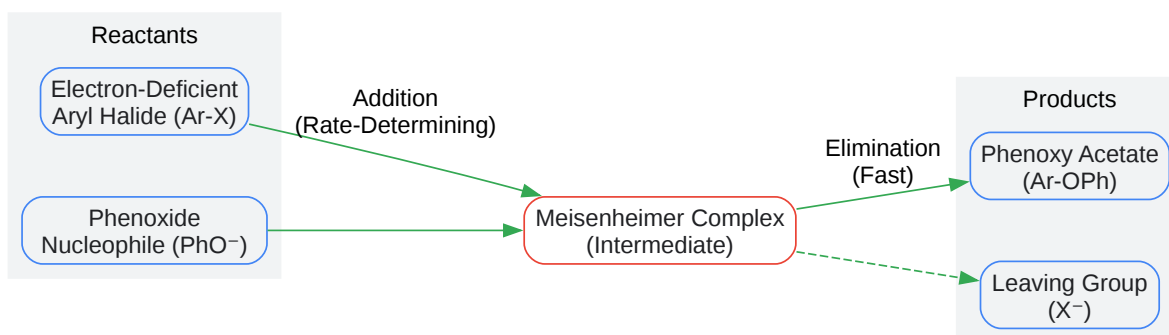 Reactants
Electron-Deficient
Aryl Halide (Ar-X)
Phenoxide
Nucleophile (PhO⁻)
Addition
(Rate-Determining)
Meisenheimer Complex
(Intermediate)
Elimination
(Fast)
Products
Phenoxy Acetate
(Ar-OPh)
Leaving Group
(X⁻)